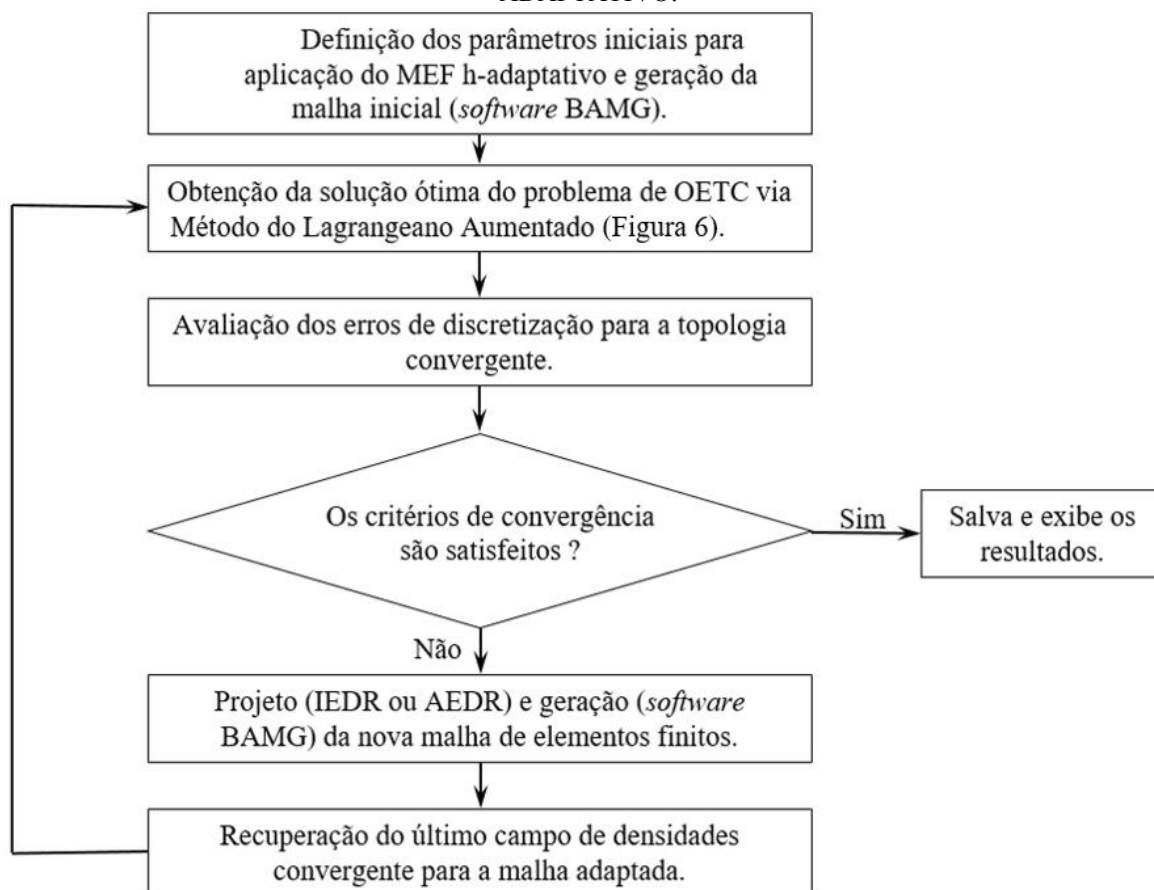 Definição dos parâmetros iniciais para
aplicação do MEF h-adaptativo e geração da
malha inicial (software BAMG).
Obtenção da solução ótima do problema de OETC via
Método do Lagrangeano Aumentado (Figura 6).
Avaliação dos erros de discretização para a topologia
convergente.
Os critérios de convergência
são satisfeitos ?
Sim
Salva e exibe os
resultados.
Não
Projeto (IEDR ou AEDR) e geração (software
BAMG) da nova malha de elementos finitos.
Recuperação do último campo de densidades
convergente para a malha adaptada.